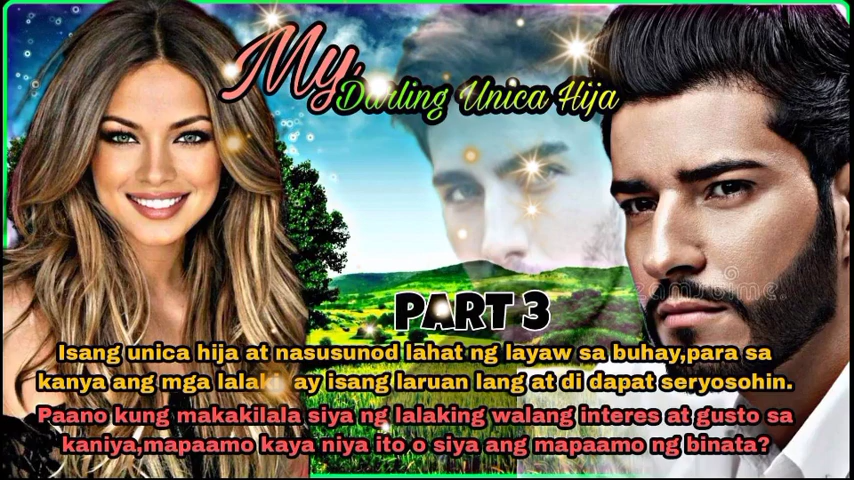 My
Darling Unica Hija
PART 3
Isang unica hija at nasusunod lahat ng layaw sa buhay,para sa
kanya ang mga lalaki ay isang laruan lang at di dapat seryosohin.
Paano kung makakilala siya ng lalaking walang interes at gusto sa
kaniya,mapaamo kaya niya ito o siya ang mapaamo ng binata?